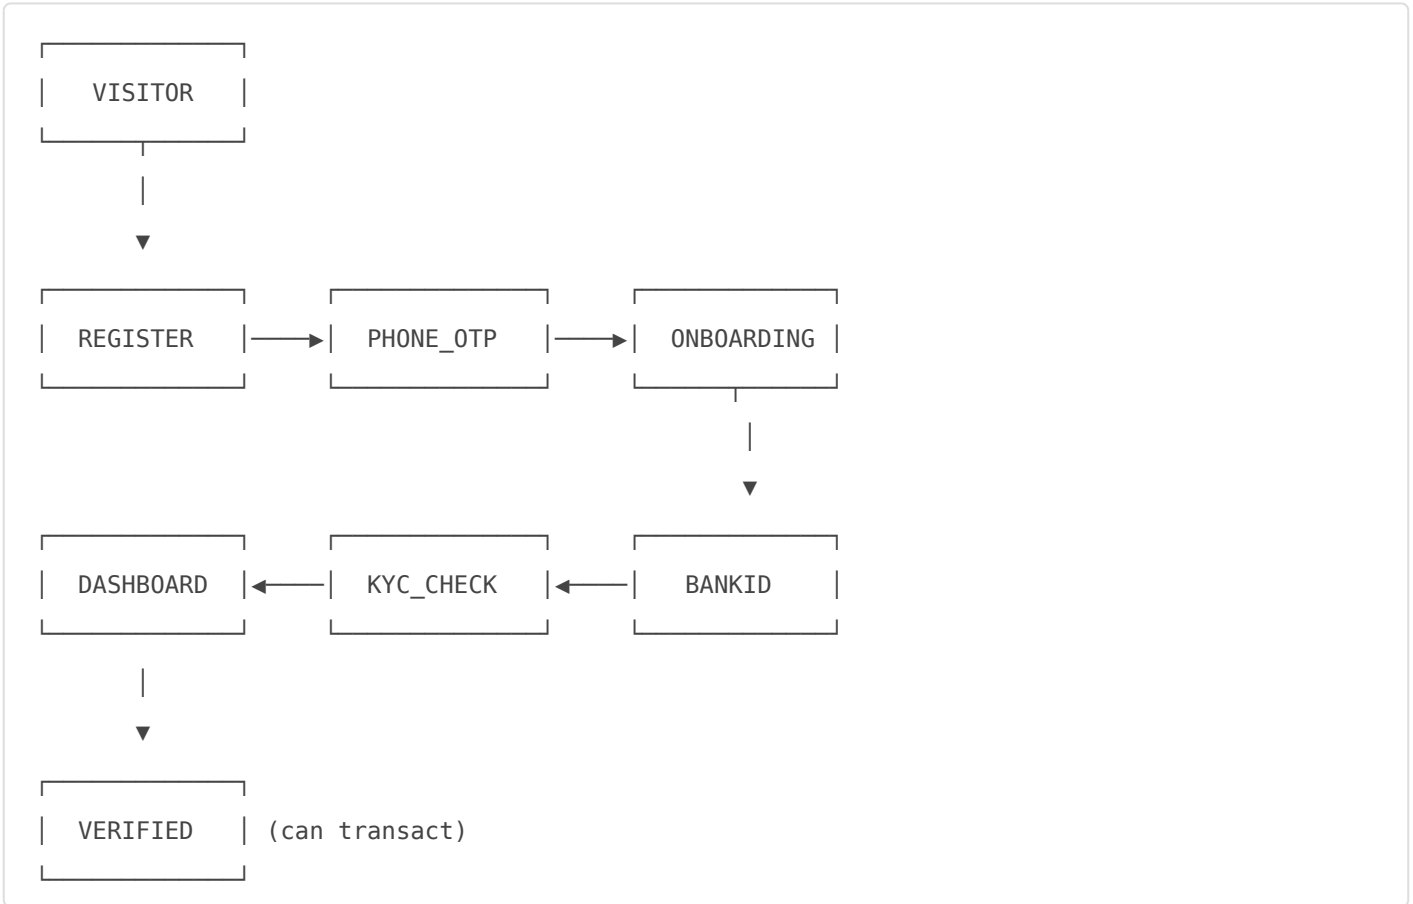 VISITOR
REGISTER PHONE_OTP ONBOARDING
DASHBOARD KYC_CHECK BANKID
VERIFIED (can transact)